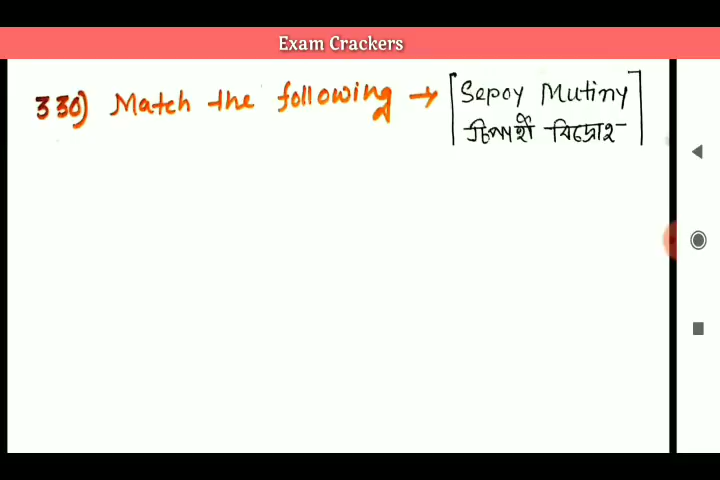 Exam Crackers
330) Match the following → [Sepoy Mutiny
চিপাহী বিদ্ৰোহ]